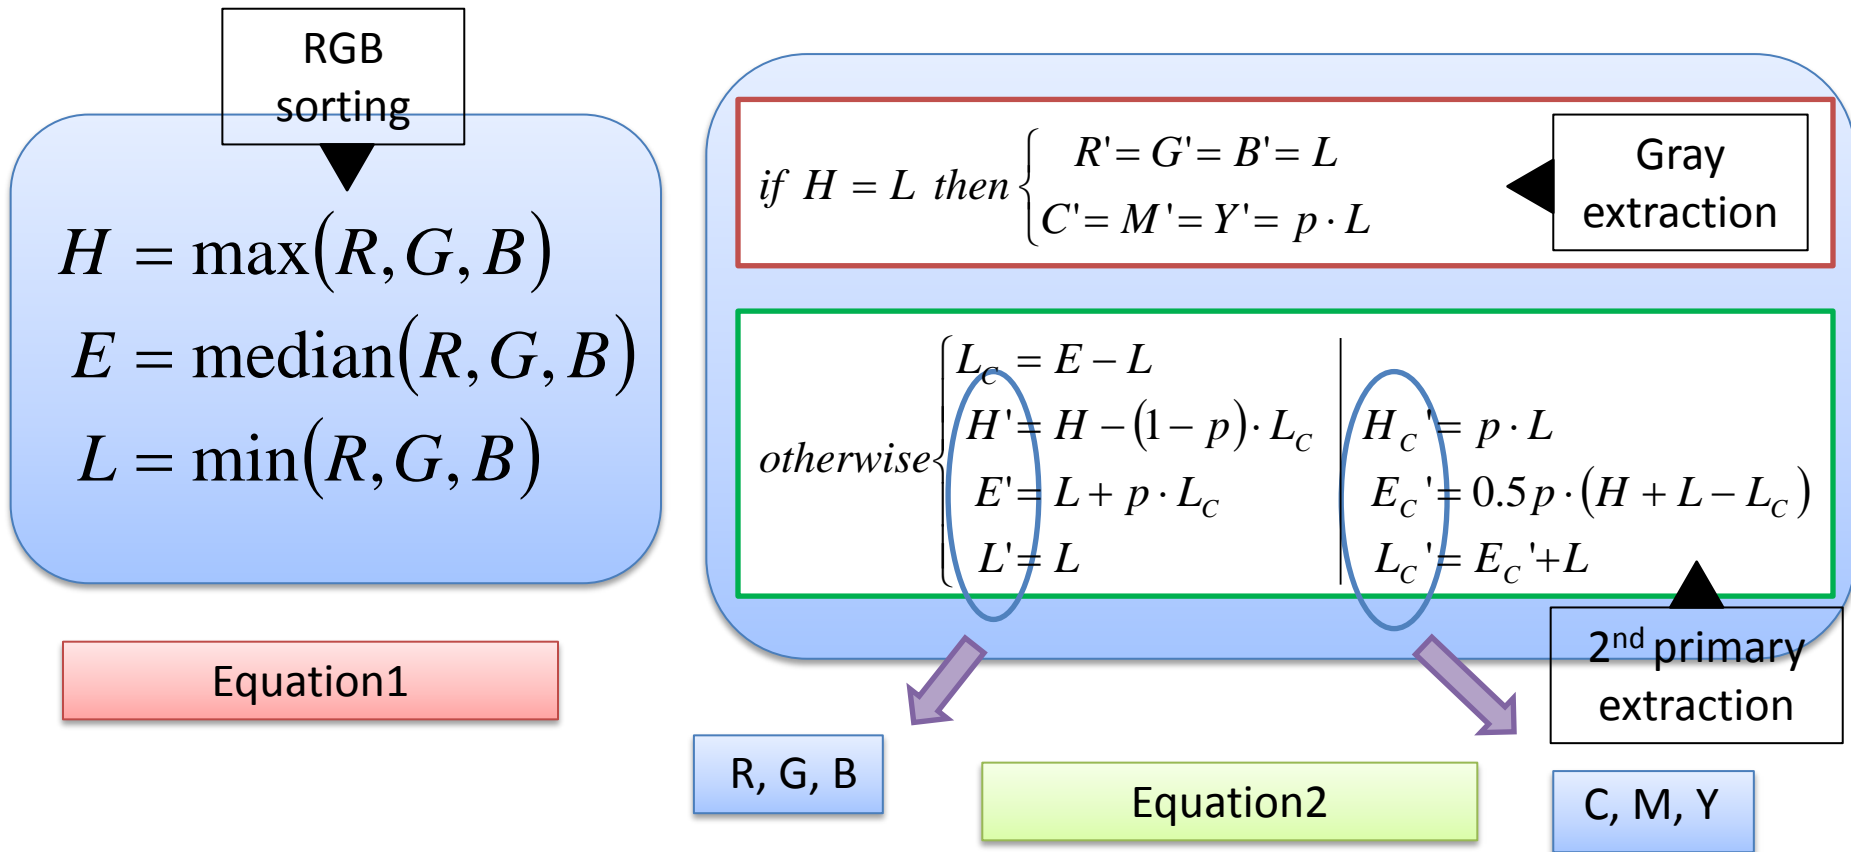 RGB
sorting
H = max(R, G, B)
E = median(R, G, B)
L = min(R, G, B)
Equation1
if H = L then { R' = G' = B' = L
C' = M' = Y' = p · L
Gray
extraction
otherwise { L_C = E − L
H' = H − (1 − p) · L_C | H_C' = p · L
E' = L + p · L_C | E_C' = 0.5p · (H + L − L_C)
L' = L | L_C' = E_C' + L
2nd primary
extraction
R, G, B
Equation2
C, M, Y